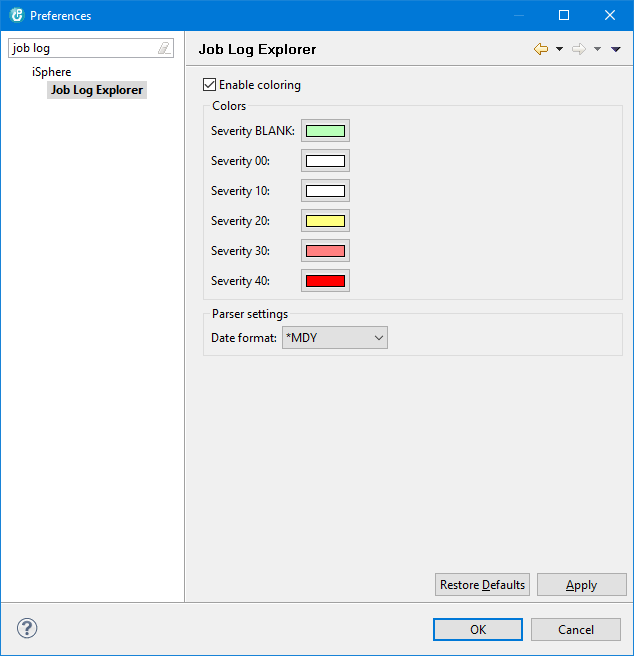 Preferences
job log
Job Log Explorer
iSphere
Job Log Explorer
Enable coloring
Colors
Severity BLANK:
Severity 00:
Severity 10:
Severity 20:
Severity 30:
Severity 40:
Parser settings
Date format: *MDY
Restore Defaults Apply
? OK Cancel